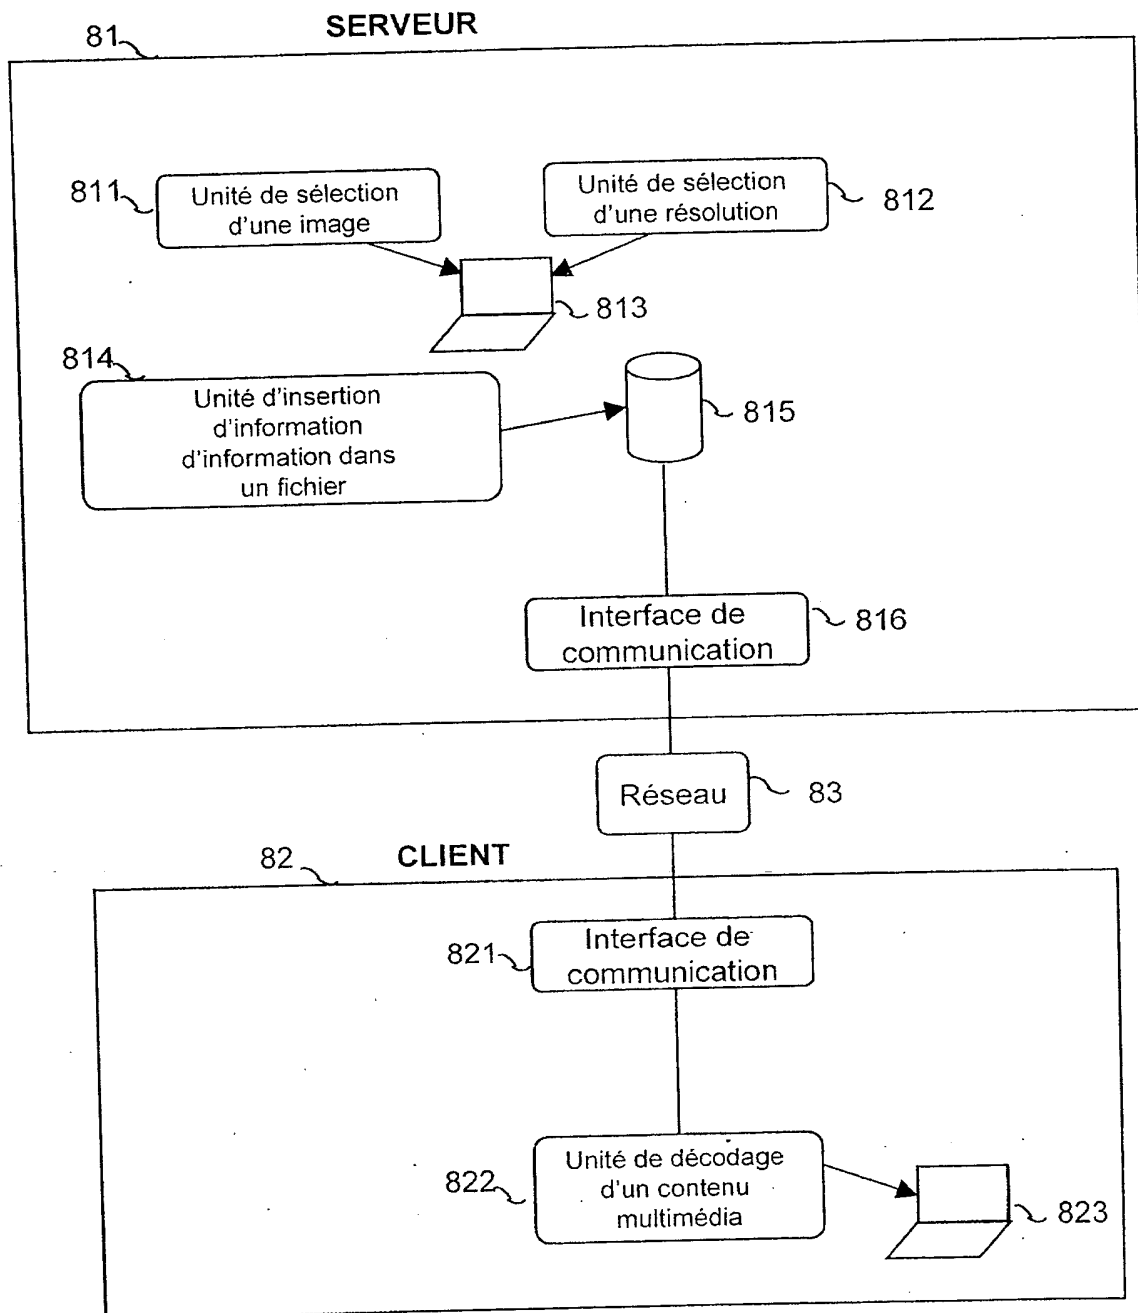 SERVEUR
81
811
Unité de sélection
d'une image
Unité de sélection
d'une résolution
812
813
814
Unité d'insertion
d'information
d'information dans
un fichier
815
Interface de
communication
816
Réseau
83
82
CLIENT
821
Interface de
communication
822
Unité de décodage
d'un contenu
multimédia
823